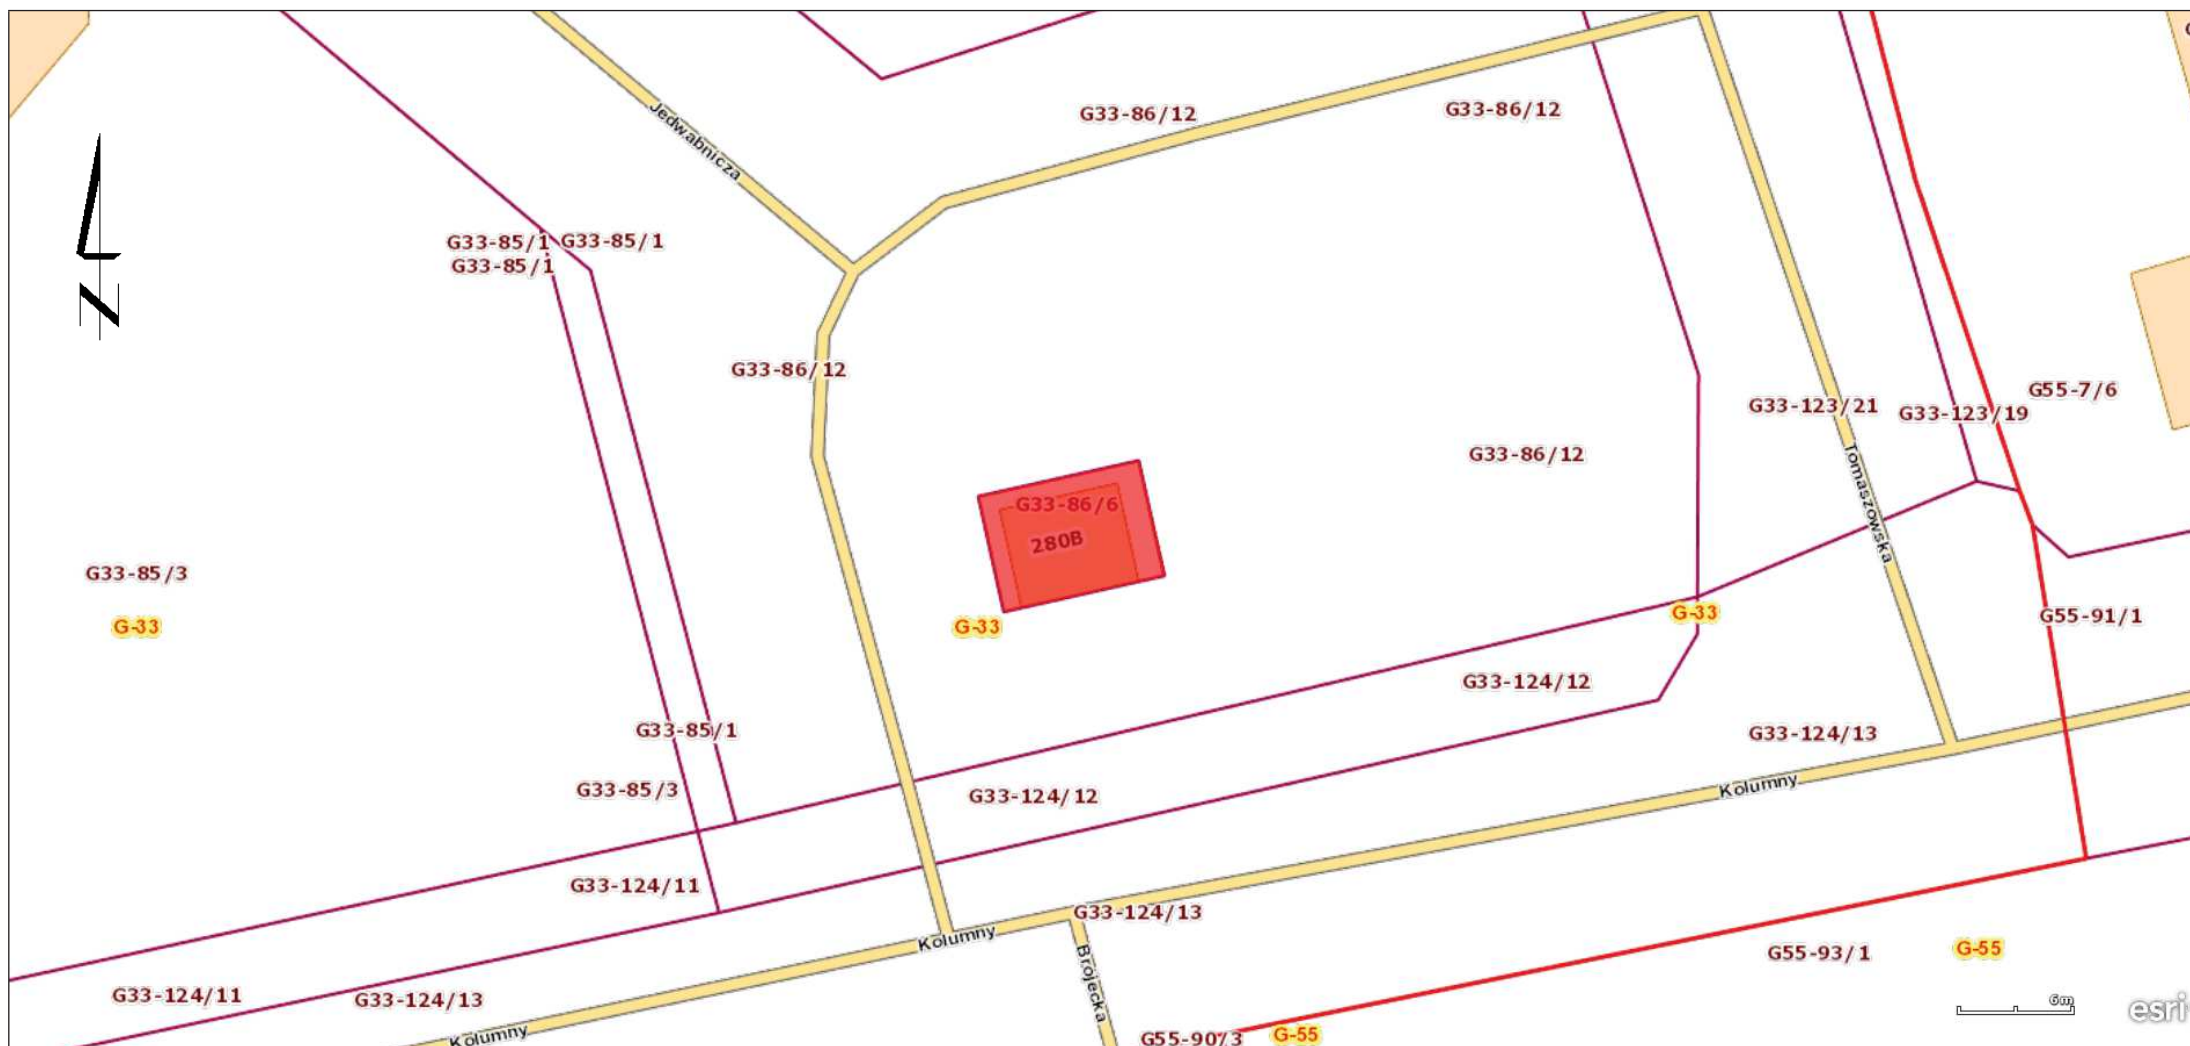 G33-86/12
G33-86/12
Jedwabnicza
G33-85/1
G33-85/1
G33-85/1
N
G33-86/12
G55-7/6
G33-123/21
G33-123/19
G33-86/12
Tomaszowska
G33-86/6
280B
G33-85/3
G-33
G-33
G-33
G55-91/1
G33-124/12
G33-85/1
G33-124/13
G33-85/3
G33-124/12
Kolumny
G33-124/11
G33-124/13
Kolumny
Brojecka
G55-93/1
G-55
G33-124/11
G33-124/13
6m
esri
Kolumny
G55-90/3
G-55